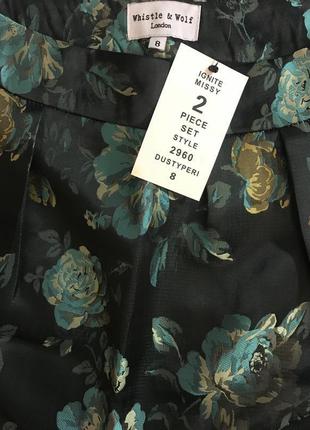 Whistle & Wolf
London
8
IGNITE
MISSY
2
PIECE
SET
STYLE
2960
DUSTYPERI
8